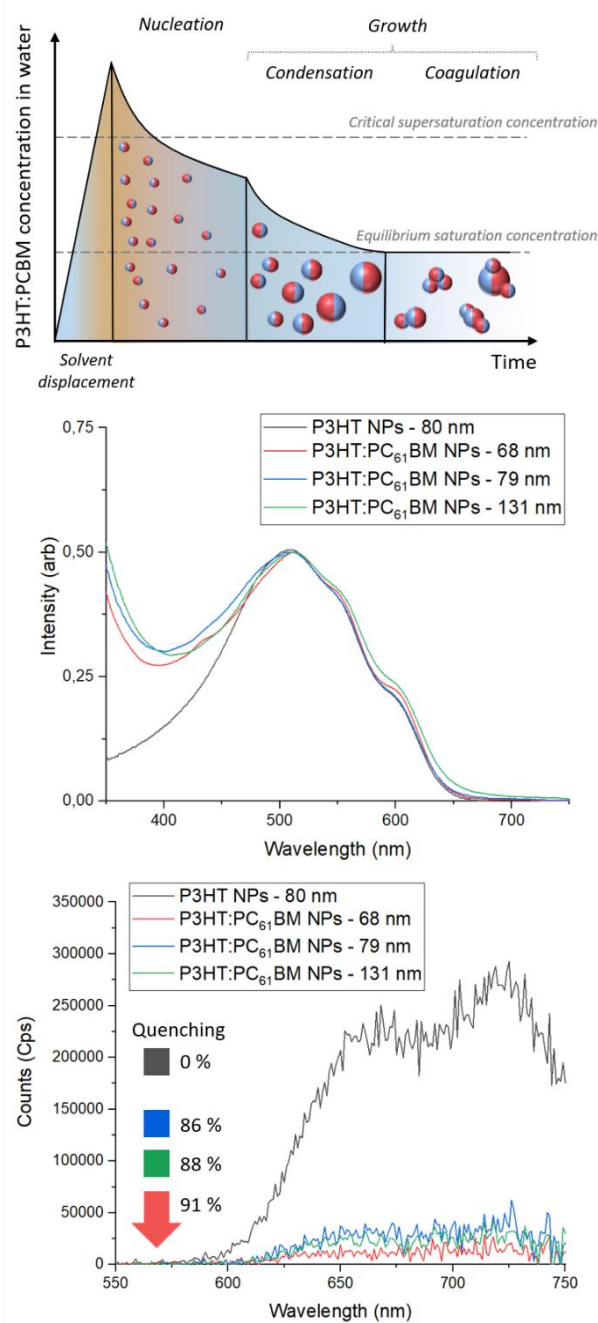 Nucleation
Growth
Condensation
Coagulation
Critical supersaturation concentration
Equilibrium saturation concentration
P3HT:PCBM concentration in water
Solvent
displacement
Time
P3HT NPs - 80 nm
P3HT:PC₆₁BM NPs - 68 nm
P3HT:PC₆₁BM NPs - 79 nm
P3HT:PC₆₁BM NPs - 131 nm
0,75
0,50
0,25
0,00
Intensity (arb)
400 500 600 700
Wavelength (nm)
P3HT NPs - 80 nm
P3HT:PC₆₁BM NPs - 68 nm
P3HT:PC₆₁BM NPs - 79 nm
P3HT:PC₆₁BM NPs - 131 nm
350000
300000
250000
200000
150000
100000
50000
0
Counts (Cps)
Quenching
0 %
86 %
88 %
91 %
550 600 650 700 750
Wavelength (nm)